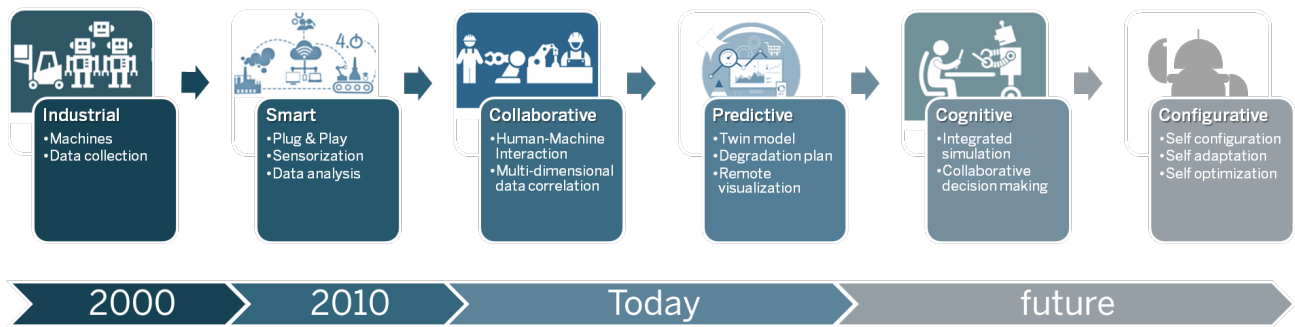 4.0
Industrial
•Machines
•Data collection
Smart
•Plug & Play
•Sensorization
•Data analysis
Collaborative
•Human-Machine
Interaction
•Multi-dimensional
data correlation
Predictive
•Twin model
•Degradation plan
•Remote
visualization
Cognitive
•Integrated
simulation
•Collaborative
decision making
Configurative
•Self configuration
•Self adaptation
•Self optimization
2000
2010
Today
future